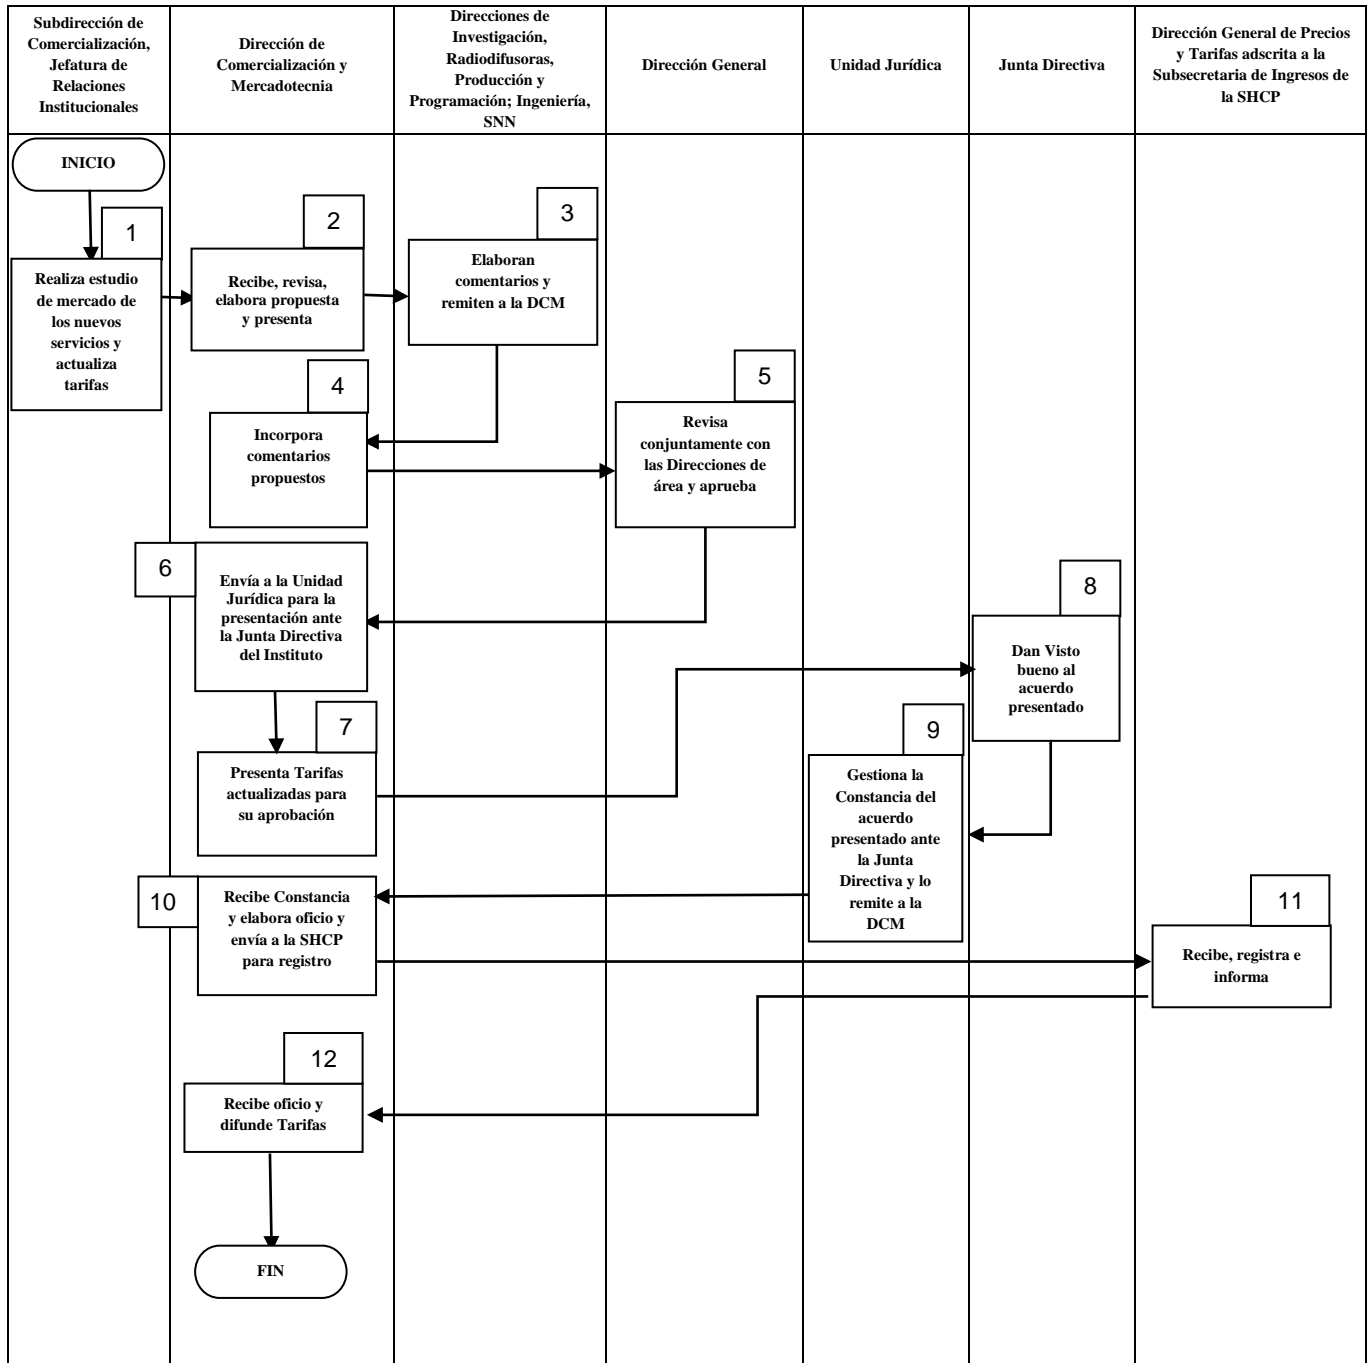 Subdirección de
Comercialización,
Jefatura de
Relaciones
Institucionales
Dirección de
Comercialización y
Mercadotecnia
Direcciones de
Investigación,
Radiodifusoras,
Producción y
Programación; Ingeniería,
SNN
Dirección General
Unidad Jurídica
Junta Directiva
Dirección General de Precios
y Tarifas adscrita a la
Subsecretaria de Ingresos de
la SHCP
INICIO
1
Realiza estudio
de mercado de
los nuevos
servicios y
actualiza
tarifas
2
Recibe, revisa,
elabora propuesta
y presenta
3
Elaboran
comentarios y
remiten a la DCM
4
Incorpora
comentarios
propuestos
5
Revisa
conjuntamente con
las Direcciones de
área y aprueba
6
Envía a la Unidad
Jurídica para la
presentación ante
la Junta Directiva
del Instituto
7
Presenta Tarifas
actualizadas para
su aprobación
8
Dan Visto
bueno al
acuerdo
presentado
9
Gestiona la
Constancia del
acuerdo
presentado ante
la Junta
Directiva y lo
remite a la
DCM
10
Recibe Constancia
y elabora oficio y
envía a la SHCP
para registro
11
Recibe, registra e
informa
12
Recibe oficio y
difunde Tarifas
FIN